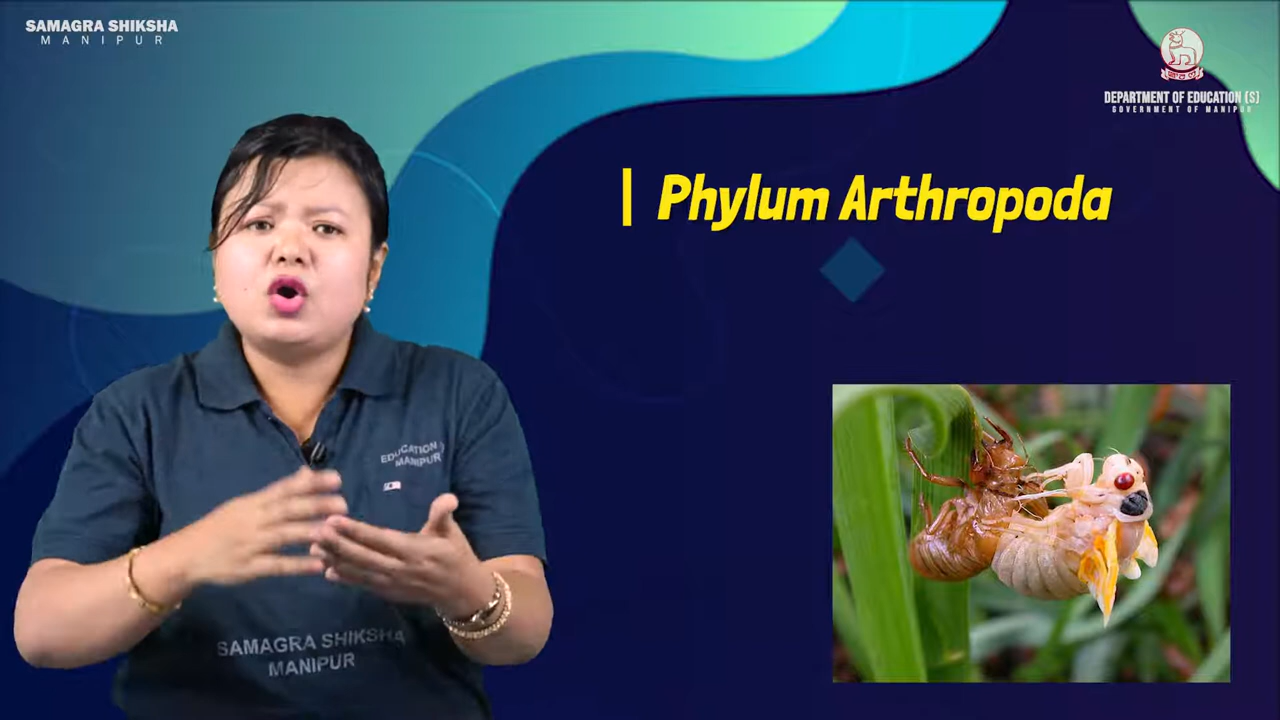 SAMAGRA SHIKSHA
MANIPUR
DEPARTMENT OF EDUCATION (S)
GOVERNMENT OF MANIPUR
| Phylum Arthropoda
EDUCATION
MANIPUR
SAMAGRA SHIKSHA
MANIPUR